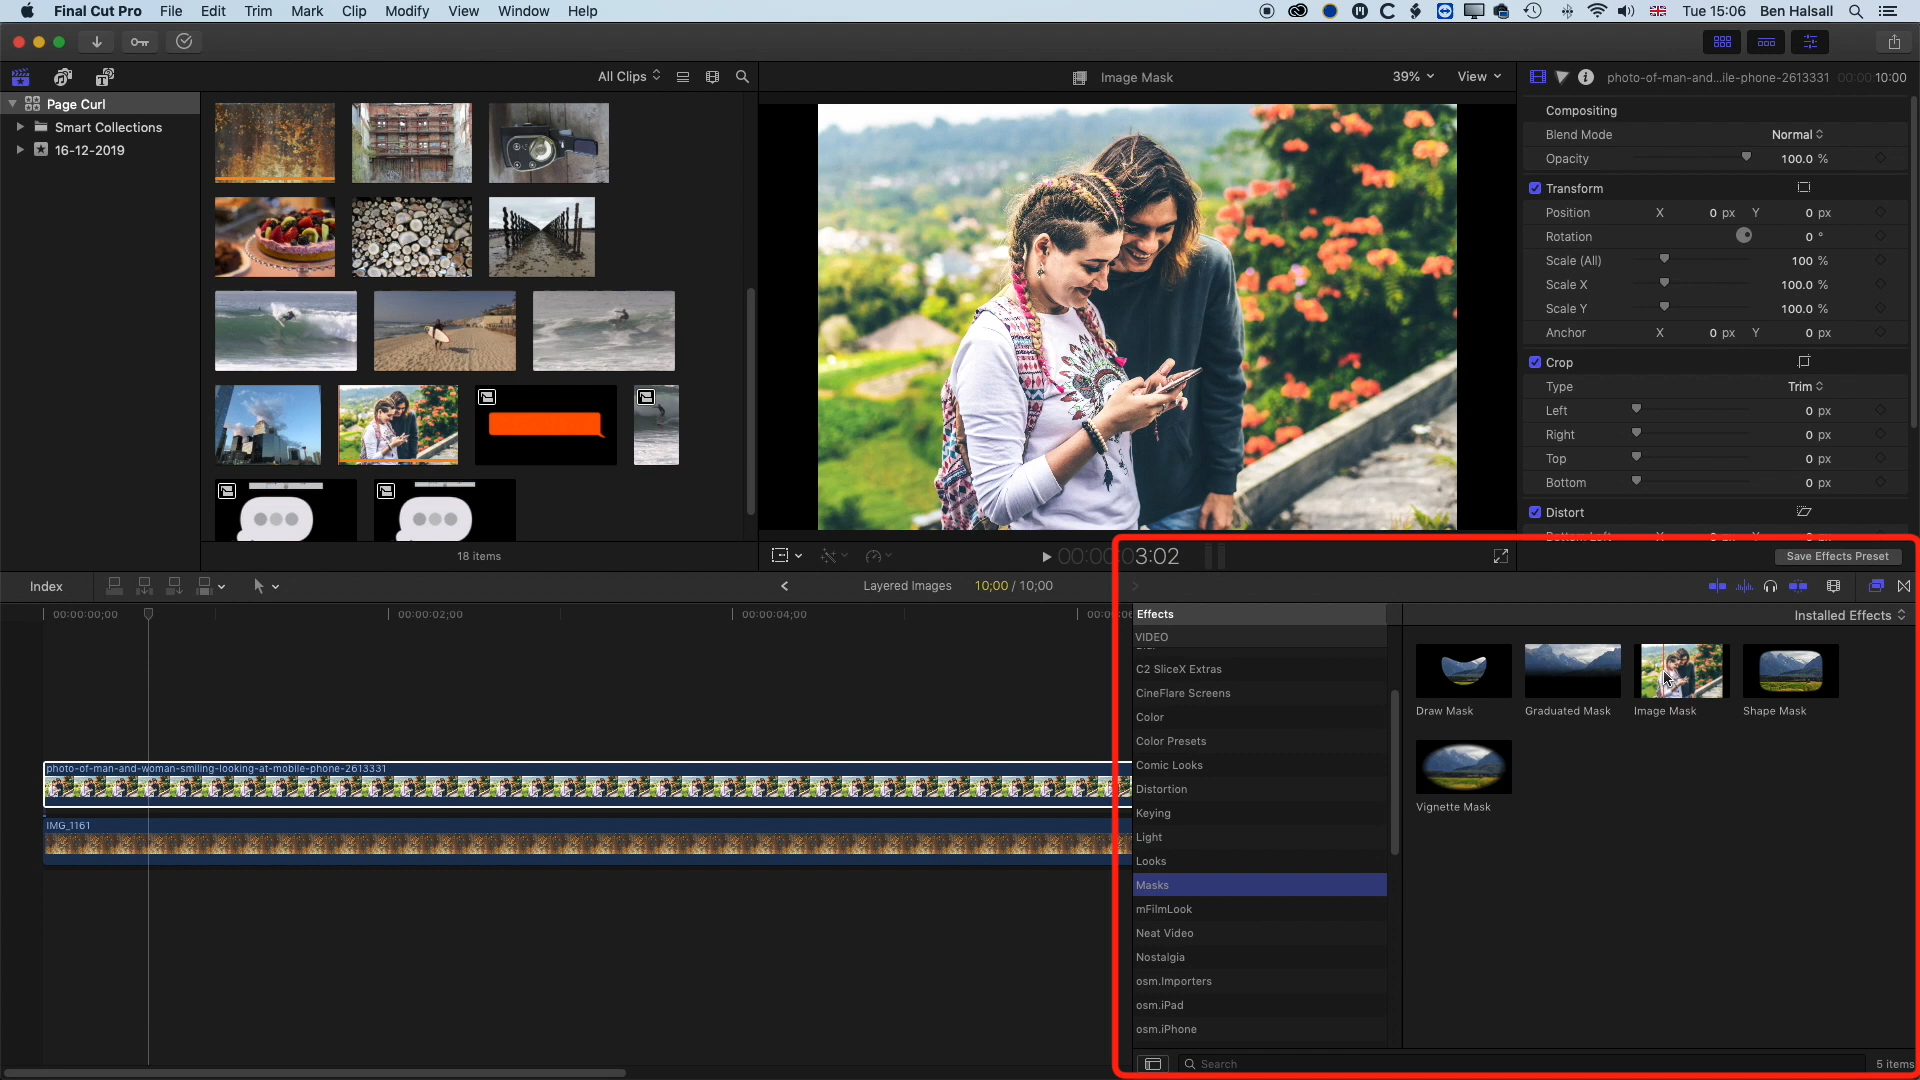 Final Cut Pro File Edit Trim Mark Clip Modify View Window Help Tue 15:06 Ben Halsall
All Clips
Image Mask 39% View
photo-of-man-and...ile-phone-2613331 00:00:10:00
Page Curl
Smart Collections
16-12-2019
18 items
Compositing
Blend Mode Normal
Opacity 100.0 %
Transform
Position X 0 px Y 0 px
Rotation 0 °
Scale (All) 100 %
Scale X 100.0 %
Scale Y 100.0 %
Anchor X 0 px Y 0 px
Crop
Type Trim
Left 0 px
Right 0 px
Top 0 px
Bottom 0 px
Distort
00:00:03:02
Save Effects Preset
Index Layered Images 10;00 / 10;00
00:00:00;00 00:00:02;00 00:00:04;00
photo-of-man-and-woman-smiling-looking-at-mobile-phone-2613331
IMG_1161
Effects Installed Effects
VIDEO
C2 SliceX Extras
CineFlare Screens
Color
Color Presets
Comic Looks
Distortion
Keying
Light
Looks
Masks
mFilmLook
Neat Video
Nostalgia
osm.Importers
osm.iPad
osm.iPhone
Draw Mask Graduated Mask Image Mask Shape Mask
Vignette Mask
Search 5 items